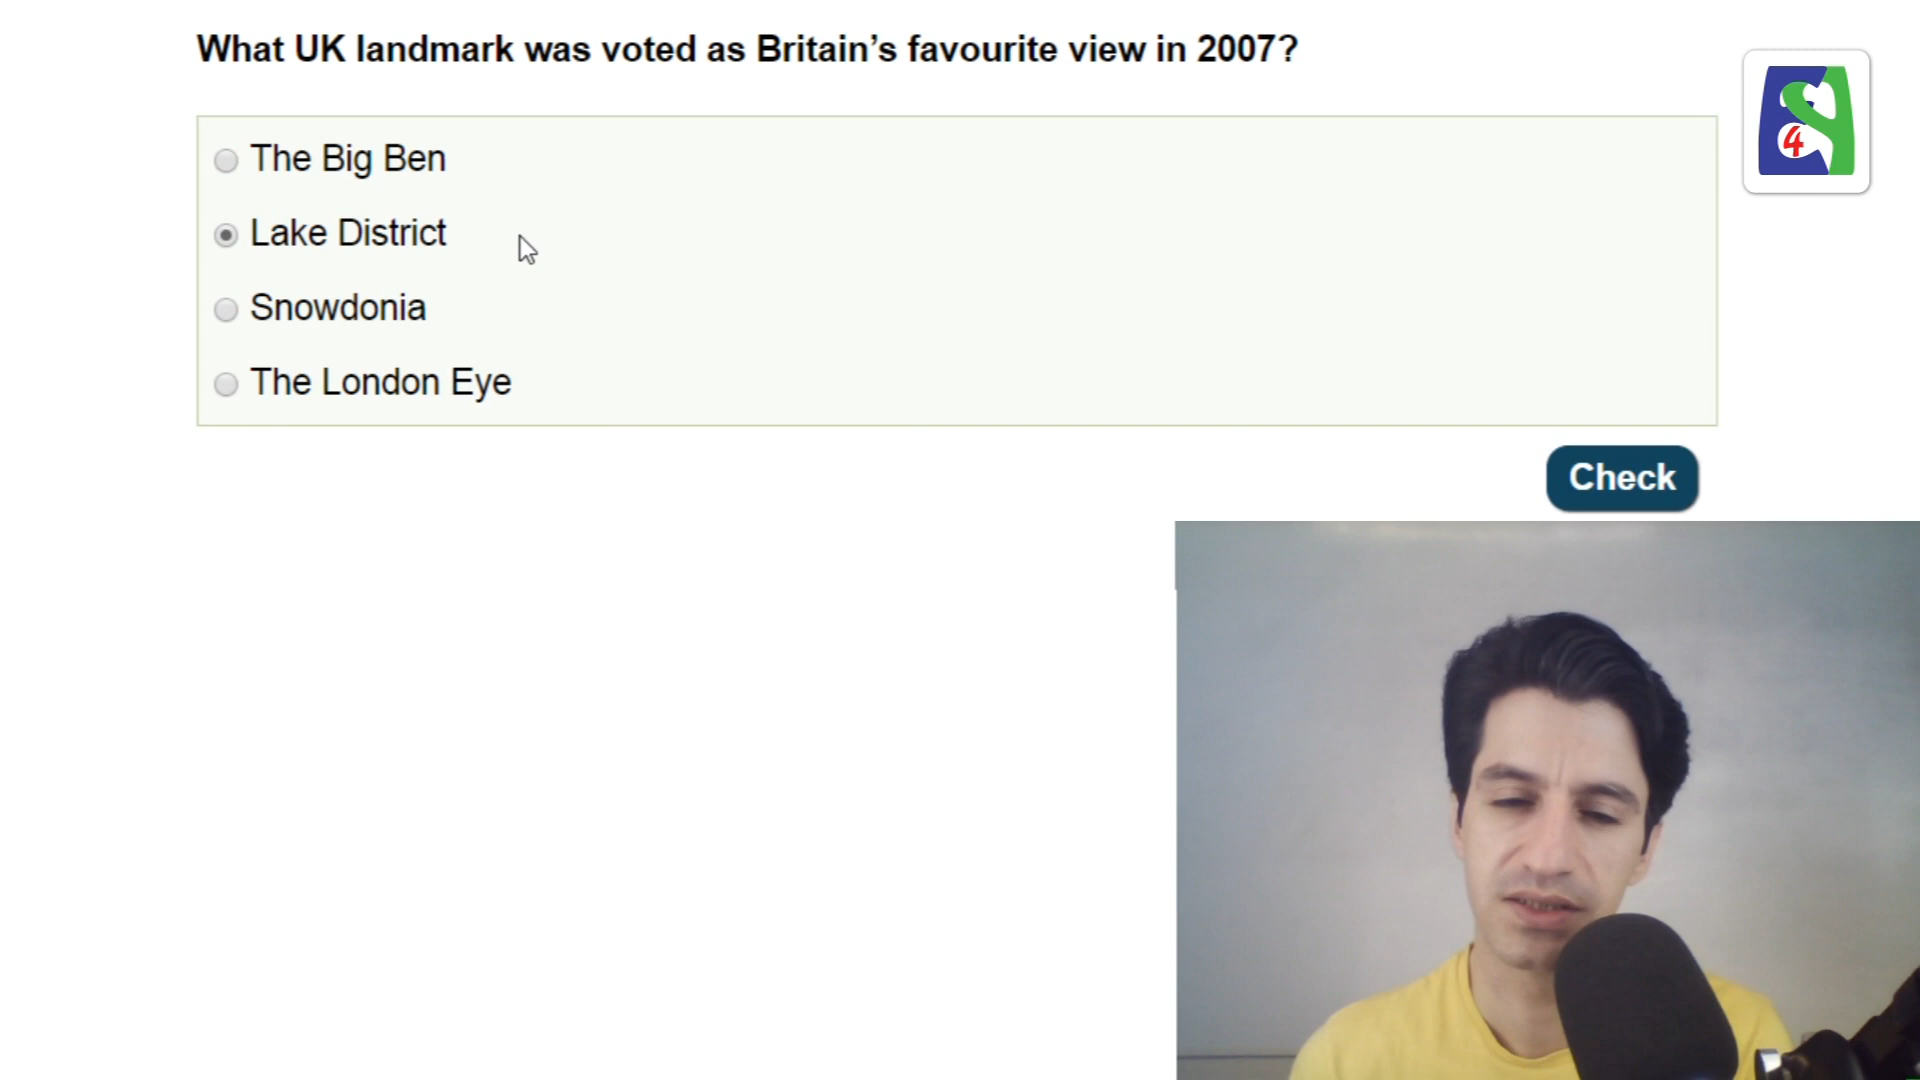 What UK landmark was voted as Britain’s favourite view in 2007?
The Big Ben
Lake District
Snowdonia
The London Eye
Check
4